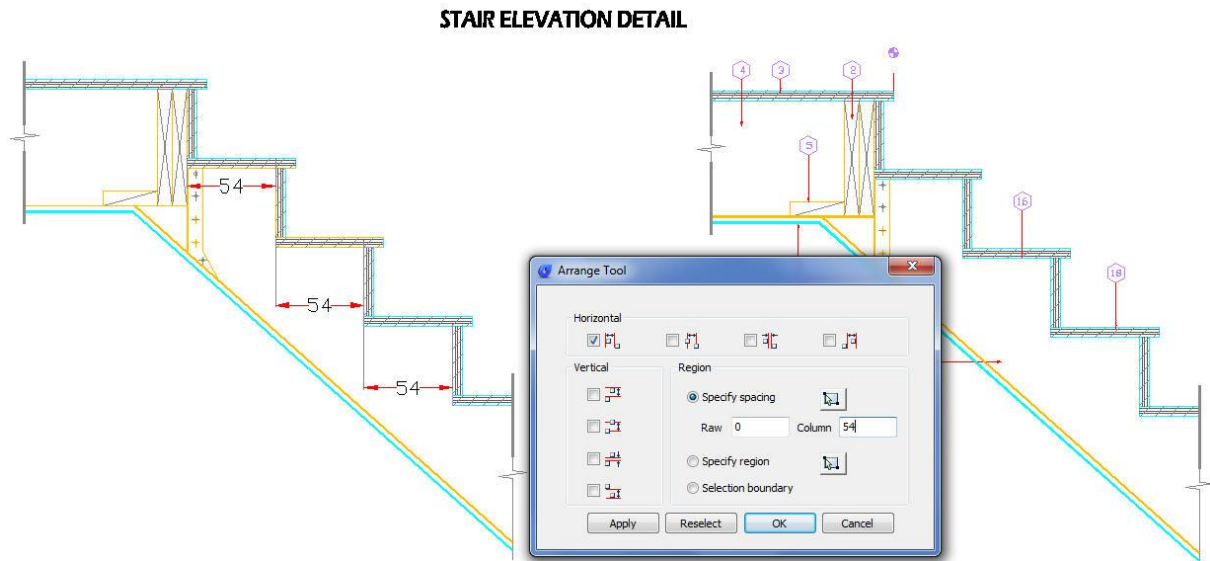 STAIR ELEVATION DETAIL
54
54
54
4
3
2
5
16
18
Arrange Tool
Horizontal
Vertical
Region
Specify spacing
Raw 0 Column 54
Specify region
Selection boundary
Apply Reselect OK Cancel